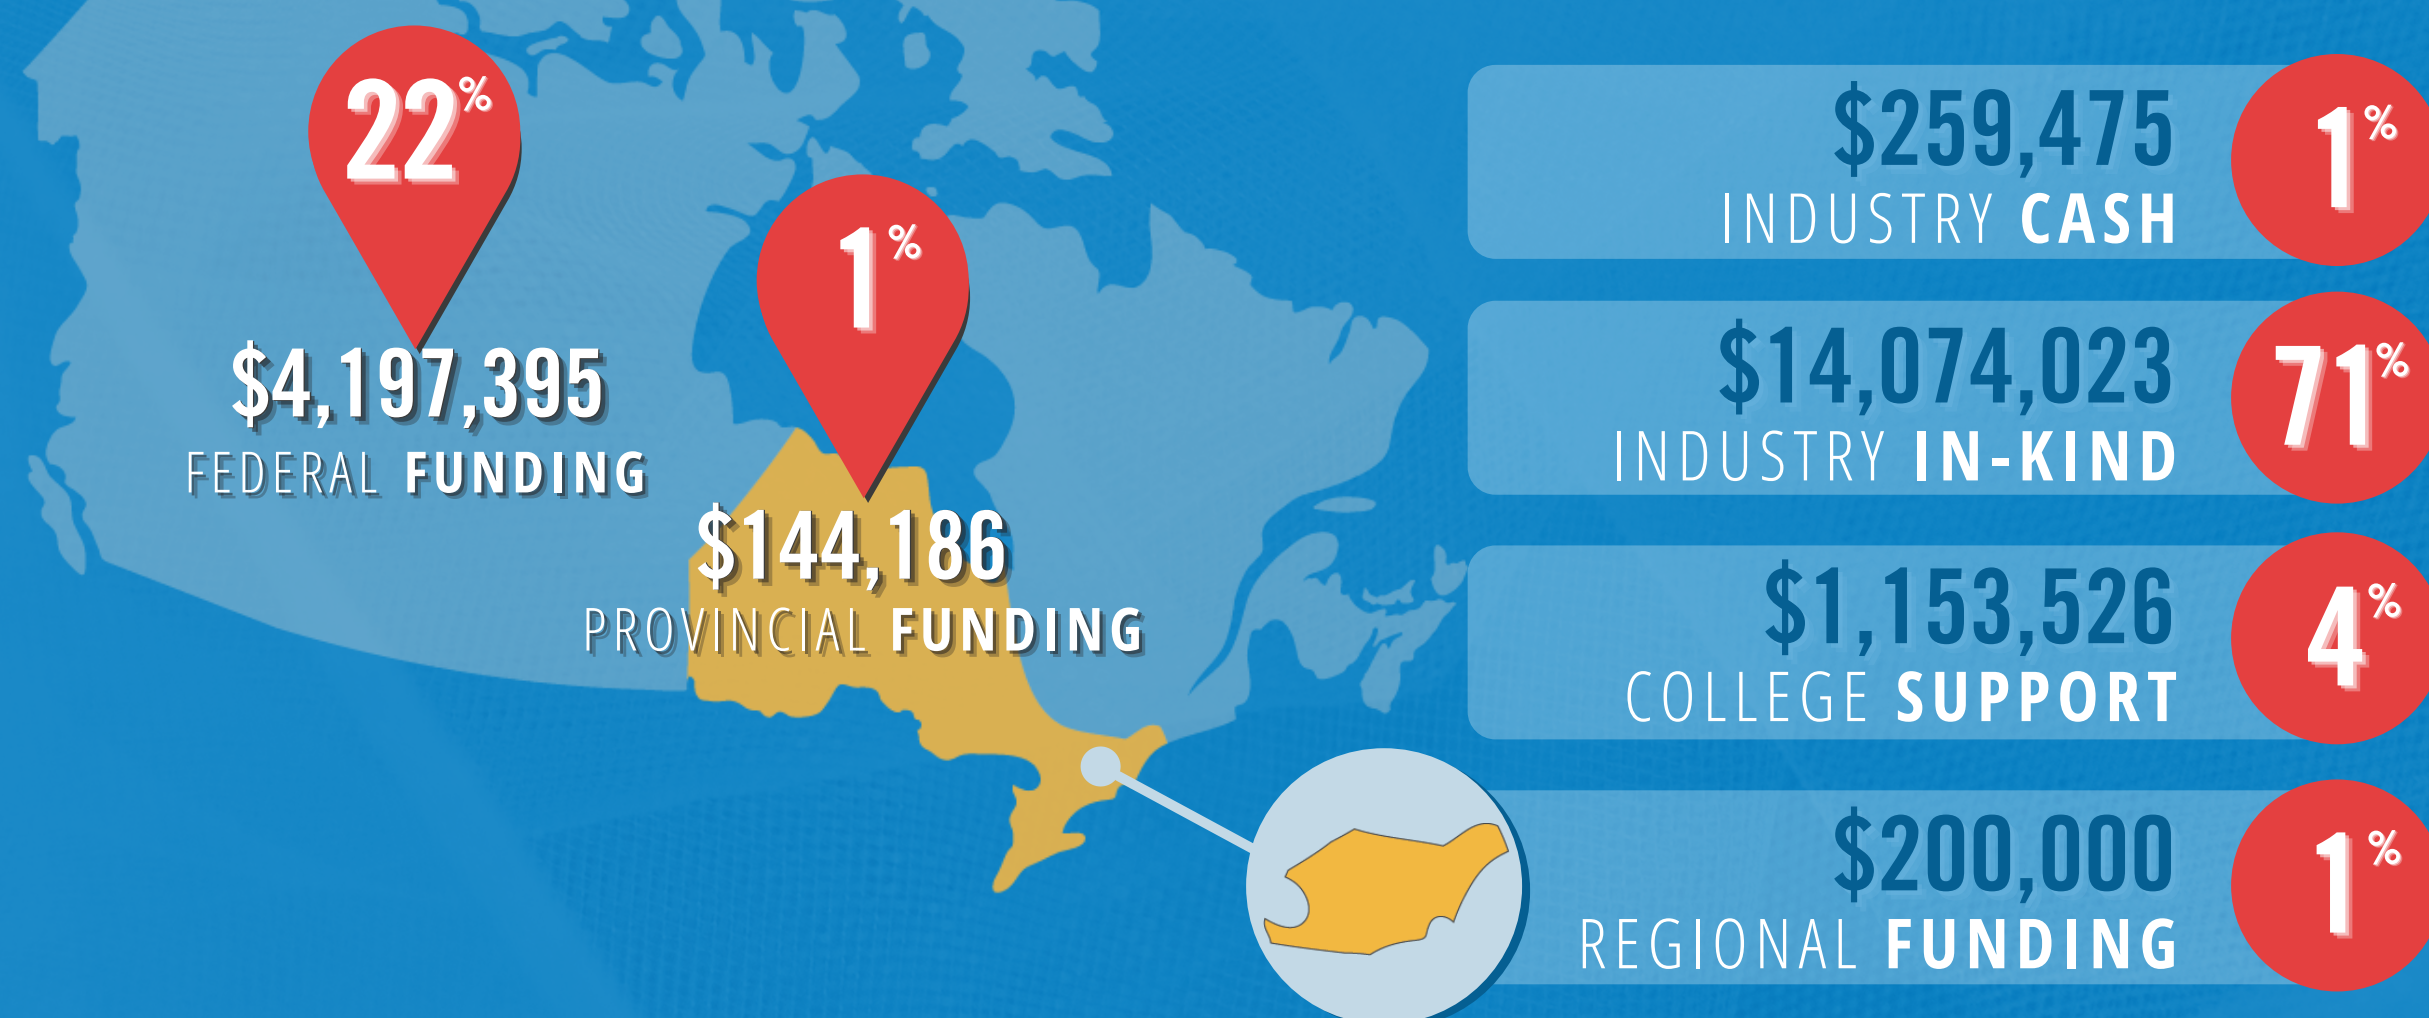 22%
$4,197,395
FEDERAL FUNDING
1%
$144,186
PROVINCIAL FUNDING
$259,475
INDUSTRY CASH
1%
$14,074,023
INDUSTRY IN-KIND
71%
$1,153,526
COLLEGE SUPPORT
4%
$200,000
REGIONAL FUNDING
1%